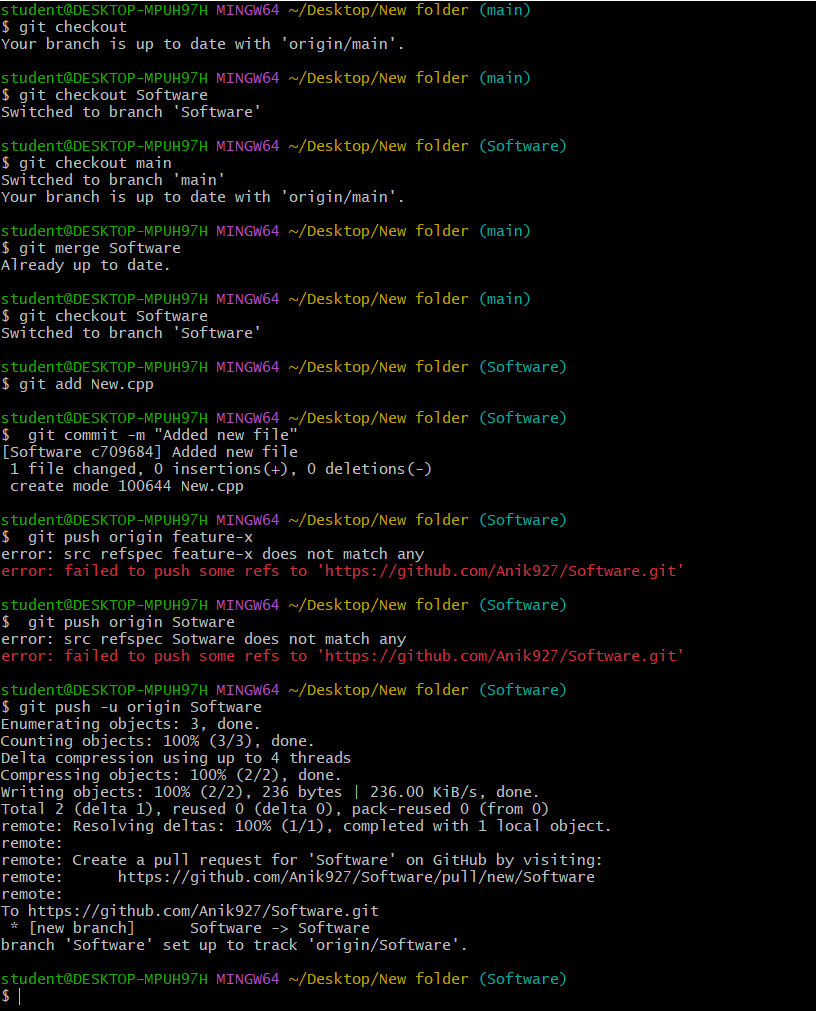 student@DESKTOP-MPUH97H MINGW64 ~/Desktop/New folder (main)
$ git checkout
Your branch is up to date with 'origin/main'.
student@DESKTOP-MPUH97H MINGW64 ~/Desktop/New folder (main)
$ git checkout Software
Switched to branch 'Software'
student@DESKTOP-MPUH97H MINGW64 ~/Desktop/New folder (Software)
$ git checkout main
Switched to branch 'main'
Your branch is up to date with 'origin/main'.
student@DESKTOP-MPUH97H MINGW64 ~/Desktop/New folder (main)
$ git merge Software
Already up to date.
student@DESKTOP-MPUH97H MINGW64 ~/Desktop/New folder (main)
$ git checkout Software
Switched to branch 'Software'
student@DESKTOP-MPUH97H MINGW64 ~/Desktop/New folder (Software)
$ git add New.cpp
student@DESKTOP-MPUH97H MINGW64 ~/Desktop/New folder (Software)
$  git commit -m "Added new file"
[Software c709684] Added new file
 1 file changed, 0 insertions(+), 0 deletions(-)
 create mode 100644 New.cpp
student@DESKTOP-MPUH97H MINGW64 ~/Desktop/New folder (Software)
$  git push origin feature-x
error: src refspec feature-x does not match any
error: failed to push some refs to 'https://github.com/Anik927/Software.git'
student@DESKTOP-MPUH97H MINGW64 ~/Desktop/New folder (Software)
$  git push origin Sotware
error: src refspec Sotware does not match any
error: failed to push some refs to 'https://github.com/Anik927/Software.git'
student@DESKTOP-MPUH97H MINGW64 ~/Desktop/New folder (Software)
$ git push -u origin Software
Enumerating objects: 3, done.
Counting objects: 100% (3/3), done.
Delta compression using up to 4 threads
Compressing objects: 100% (2/2), done.
Writing objects: 100% (2/2), 236 bytes | 236.00 KiB/s, done.
Total 2 (delta 1), reused 0 (delta 0), pack-reused 0 (from 0)
remote: Resolving deltas: 100% (1/1), completed with 1 local object.
remote:
remote: Create a pull request for 'Software' on GitHub by visiting:
remote:      https://github.com/Anik927/Software/pull/new/Software
remote:
To https://github.com/Anik927/Software.git
 * [new branch]      Software -> Software
branch 'Software' set up to track 'origin/Software'.
student@DESKTOP-MPUH97H MINGW64 ~/Desktop/New folder (Software)
$